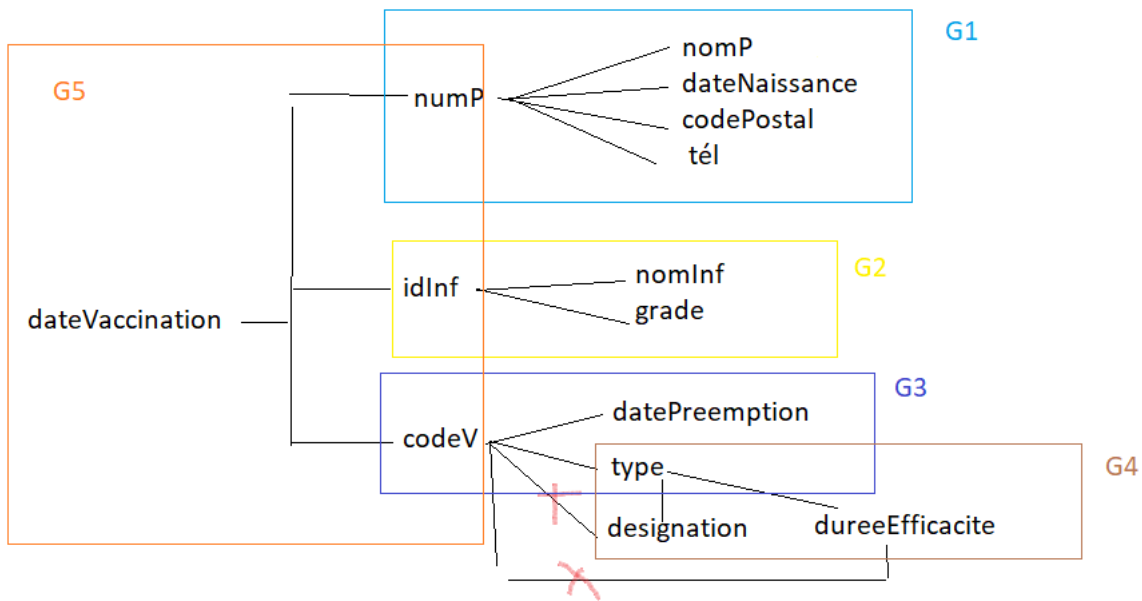 G1
nomP
dateNaissance
codePostal
tél
numP
G5
G2
nomInf
grade
idInf
dateVaccination
G3
datePreemption
codeV
type
G4
designation
dureeEfficacite